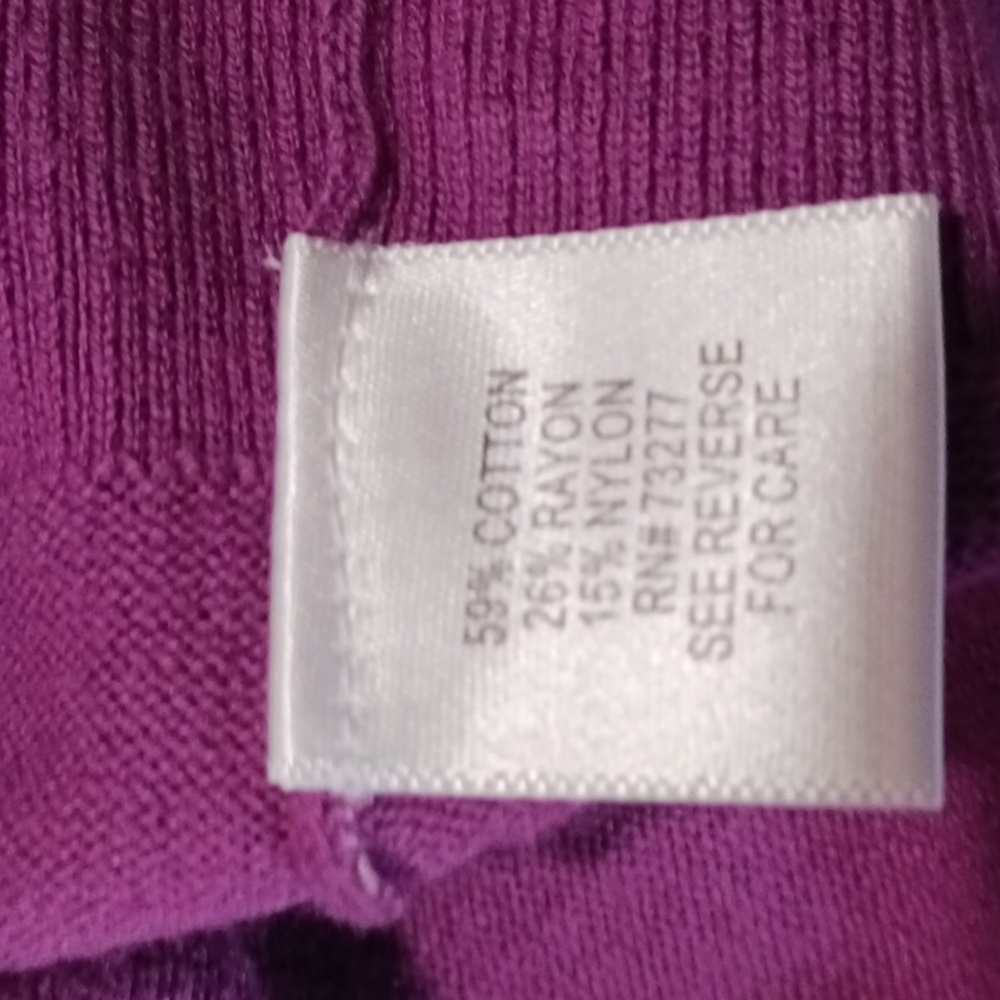 59% COTTON
26% RAYON
15% NYLON
RN# 73277
SEE REVERSE
FOR CARE